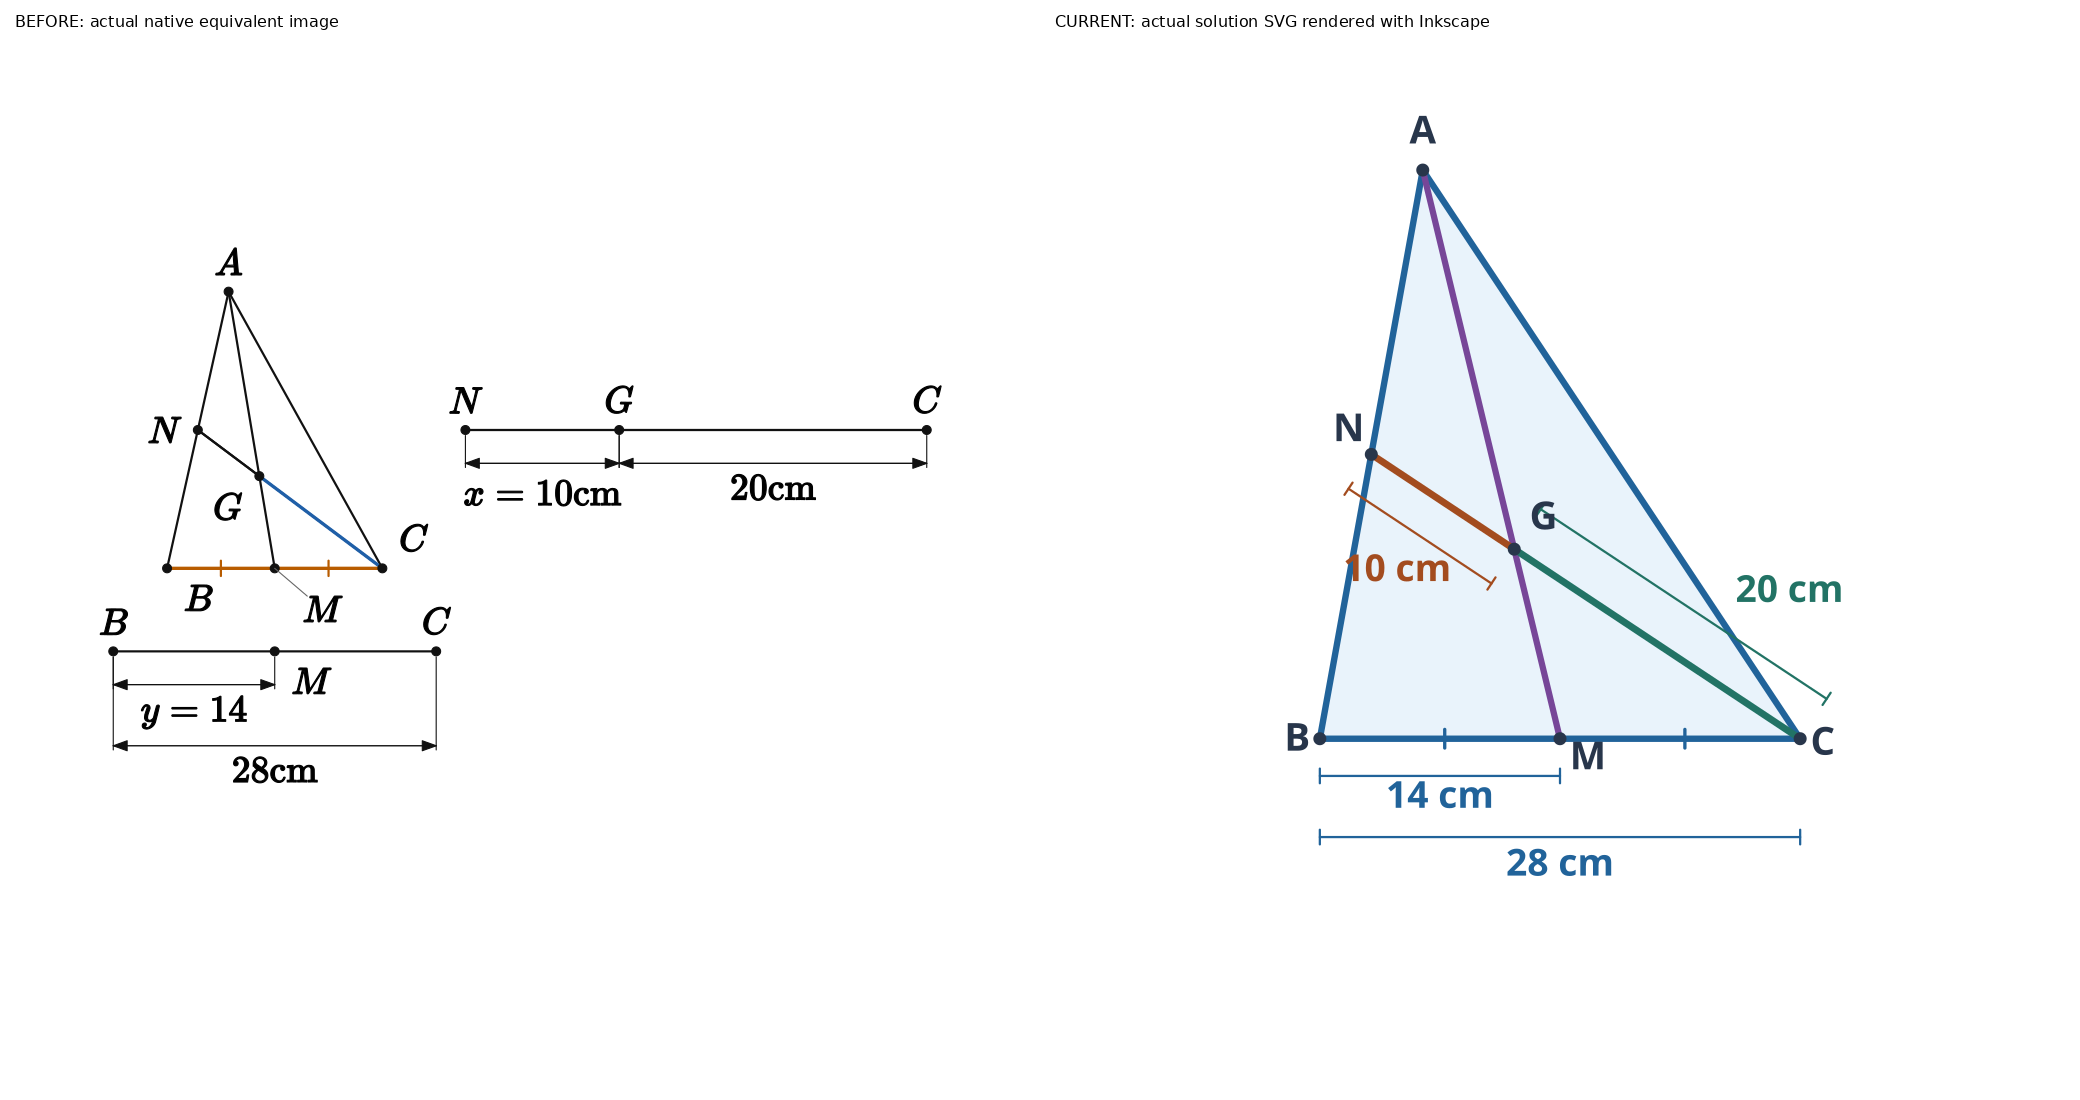 BEFORE: actual native equivalent image
CURRENT: actual solution SVG rendered with Inkscape
A
N
G
C
B
M
N
G
C
x = 10cm
20cm
B
C
M
y = 14
28cm
A
N
G
10 cm
20 cm
B
M
C
14 cm
28 cm